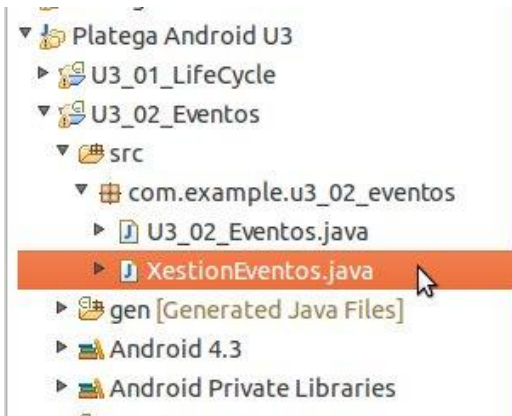 Platega Android U3
U3_01_LifeCycle
U3_02_Eventos
src
com.example.u3_02_eventos
U3_02_Eventos.java
XestionEventos.java
gen [Generated Java Files]
Android 4.3
Android Private Libraries